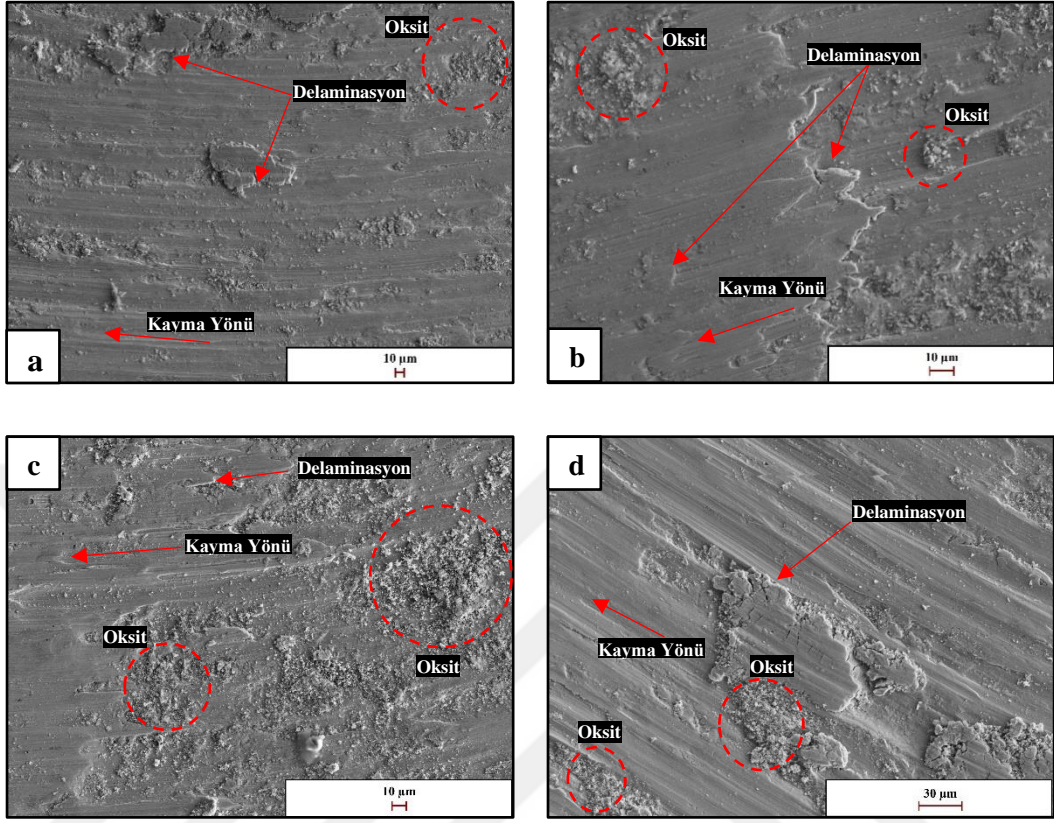 Oksit
Delaminasyon
Kayma Yönü
a
10 µm
Oksit
Delaminasyon
Oksit
Kayma Yönü
b
10 µm
c
Delaminasyon
Kayma Yönü
Oksit
Oksit
10 µm
d
Delaminasyon
Kayma Yönü
Oksit
Oksit
30 µm